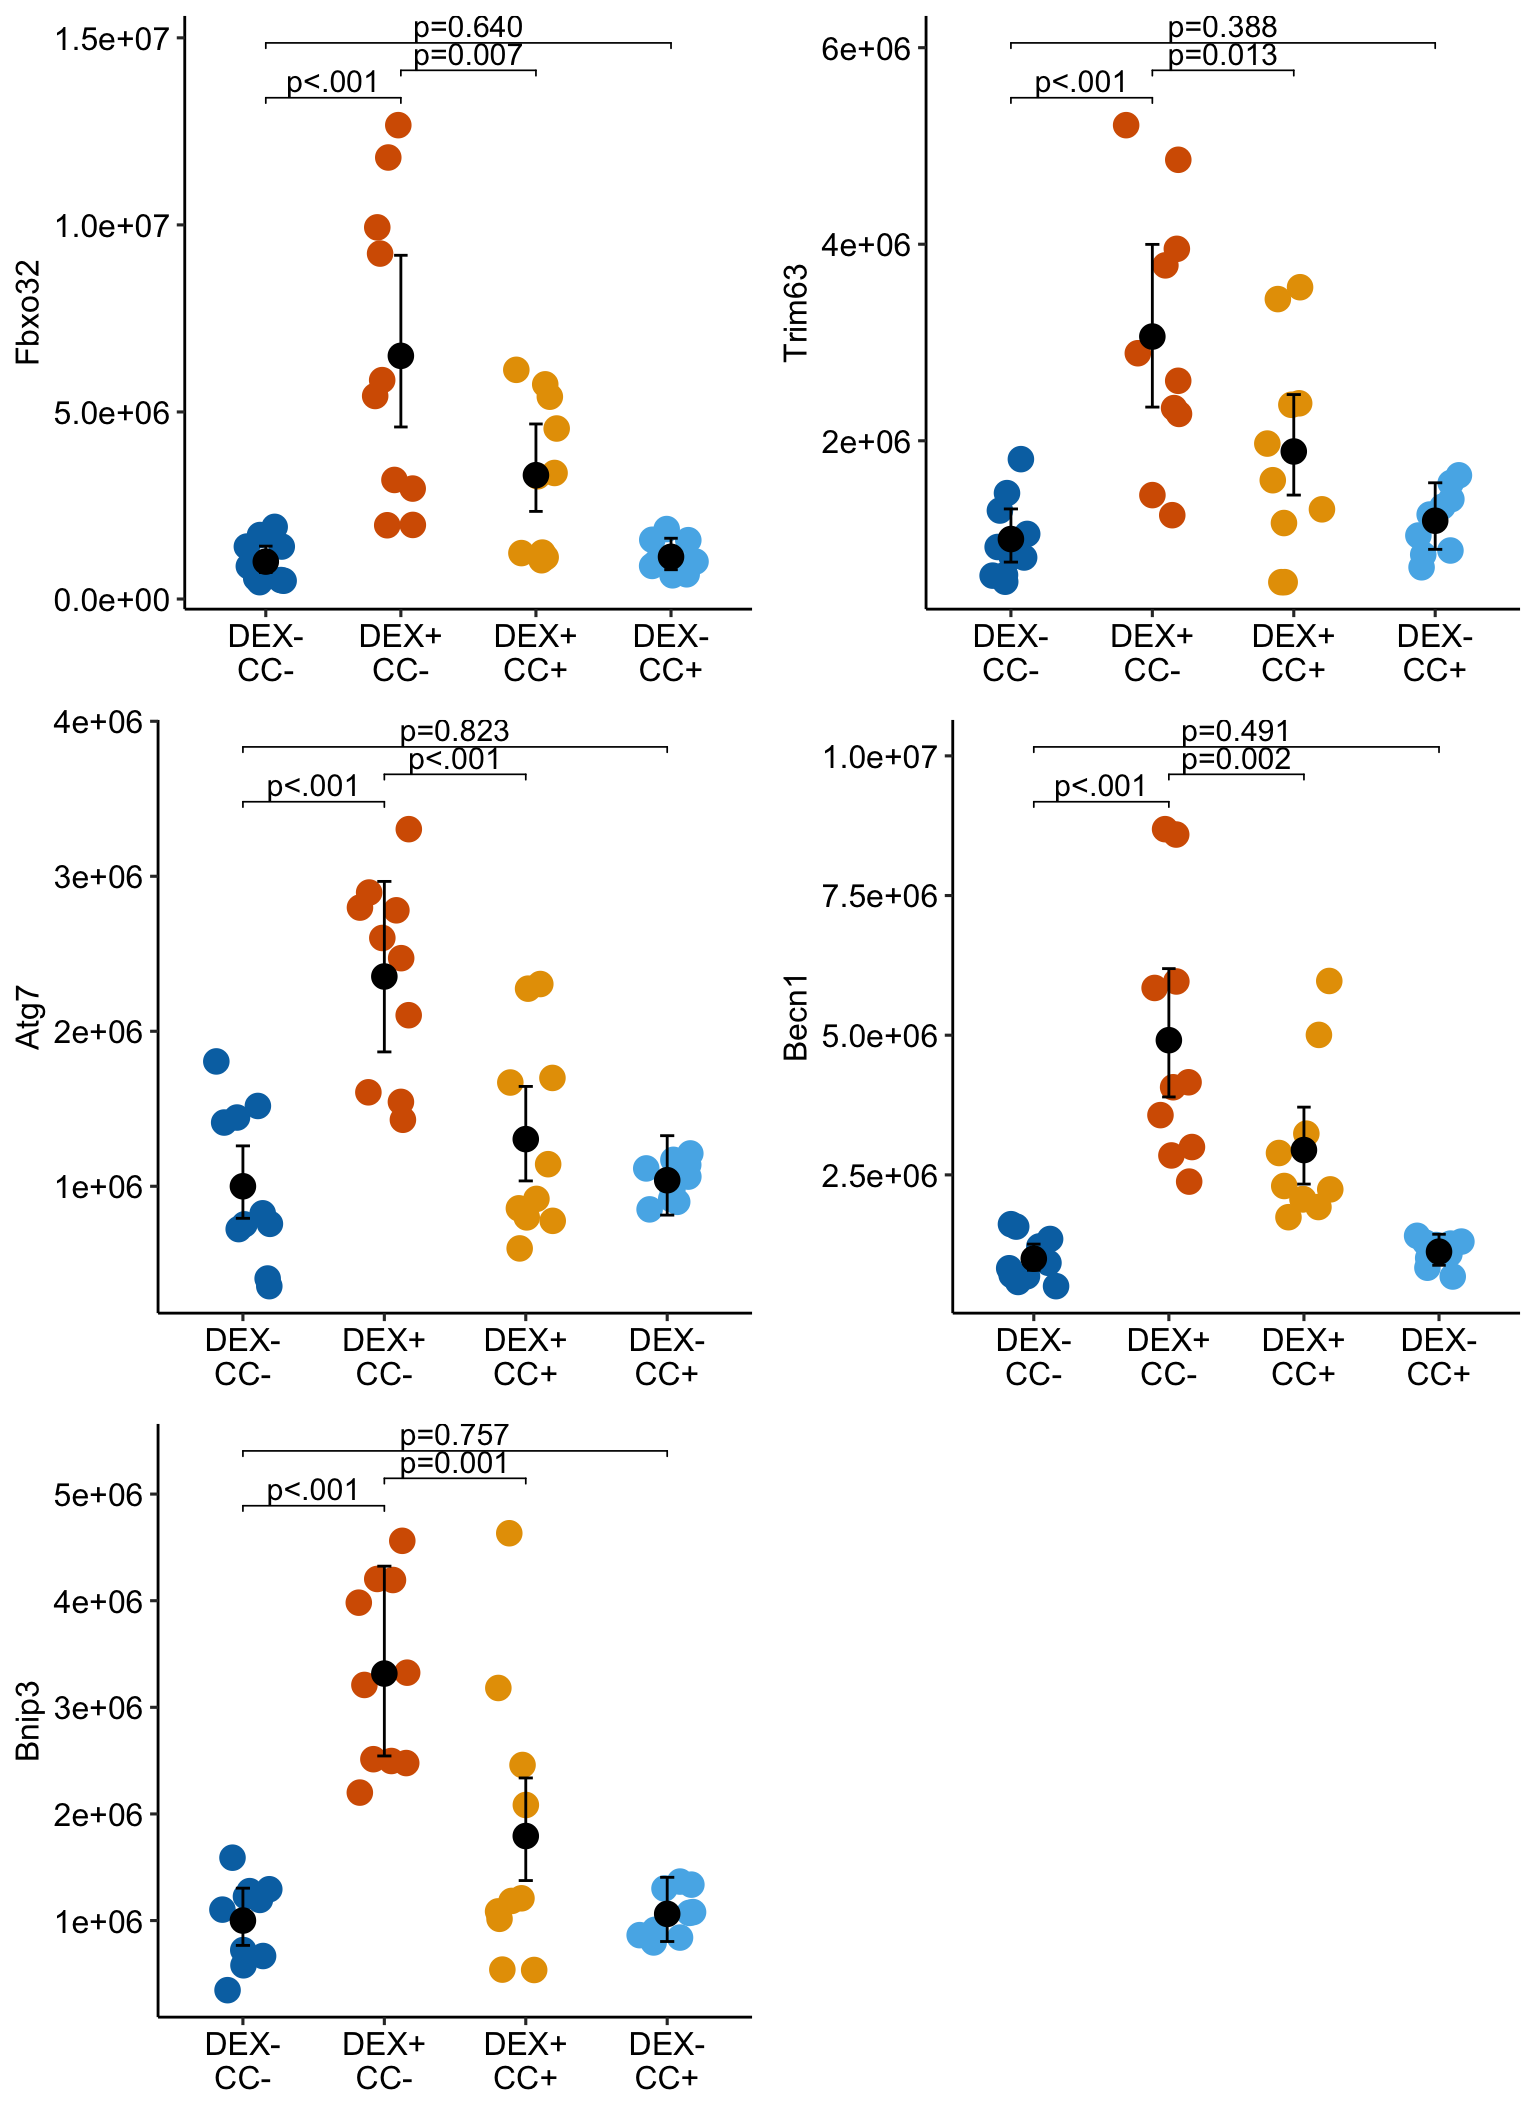 p=0.640
p=0.007
p<.001
1.5e+07
1.0e+07
5.0e+06
0.0e+00
Fbxo32
DEX- DEX+ DEX+ DEX-
CC- CC- CC+ CC+
p=0.388
p=0.013
p<.001
6e+06
4e+06
2e+06
Trim63
DEX- DEX+ DEX+ DEX-
CC- CC- CC+ CC+
p=0.823
p<.001
p<.001
4e+06
3e+06
2e+06
1e+06
Atg7
DEX- DEX+ DEX+ DEX-
CC- CC- CC+ CC+
p=0.491
p=0.002
p<.001
1.0e+07
7.5e+06
5.0e+06
2.5e+06
Becn1
DEX- DEX+ DEX+ DEX-
CC- CC- CC+ CC+
p=0.757
p=0.001
p<.001
5e+06
4e+06
3e+06
2e+06
1e+06
Bnip3
DEX- DEX+ DEX+ DEX-
CC- CC- CC+ CC+